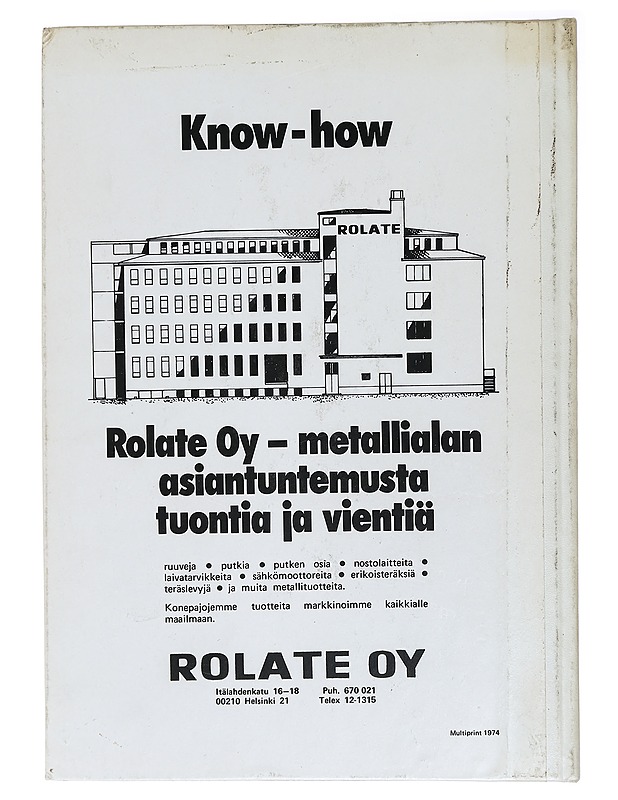 Know-how
ROLATE
Rolate Oy – metallialan
asiantuntemusta
tuontia ja vientiä
ruuveja ● putkia ● putken osia ● nostolaitteita ●
laivatarvikkeita ● sähkömoottoreita ● erikoisteräksiä ●
teräslevyjä ● ja muita metallituotteita.
Konepajojemme tuotteita markkinoimme kaikkialle
maailmaan.
ROLATE OY
Itälahdenkatu 16–18 Puh. 670 021
00210 Helsinki 21 Telex 12-1315
Multiprint 1974